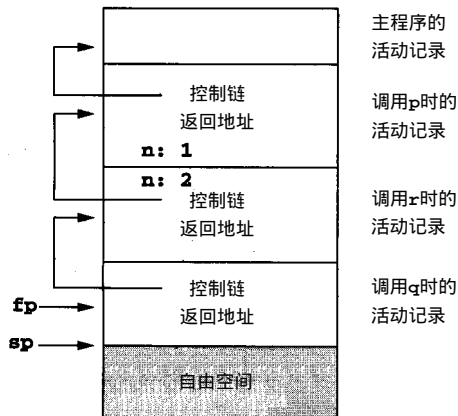 主程序的
活动记录
控制链
返回地址
调用p时的
活动记录
n: 1
n: 2
控制链
返回地址
调用r时的
活动记录
控制链
返回地址
调用q时的
活动记录
fp
sp
自由空间